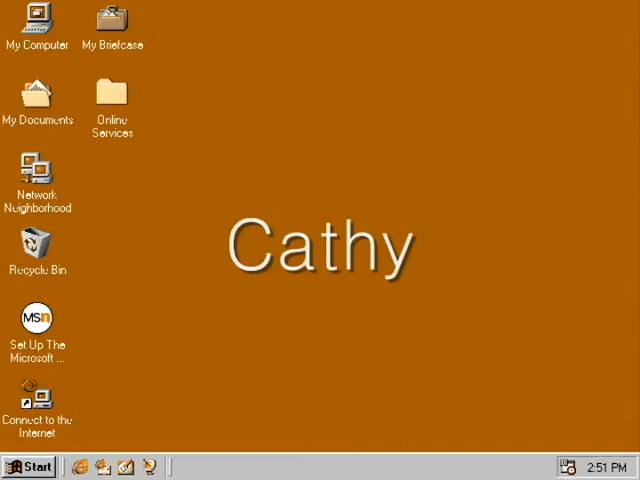 My Computer
My Briefcase
My Documents
Online
Services
Network
Neighborhood
Cathy
Recycle Bin
MSn
Set Up The
Microsoft ...
Connect to the
Internet
Start
2:51 PM